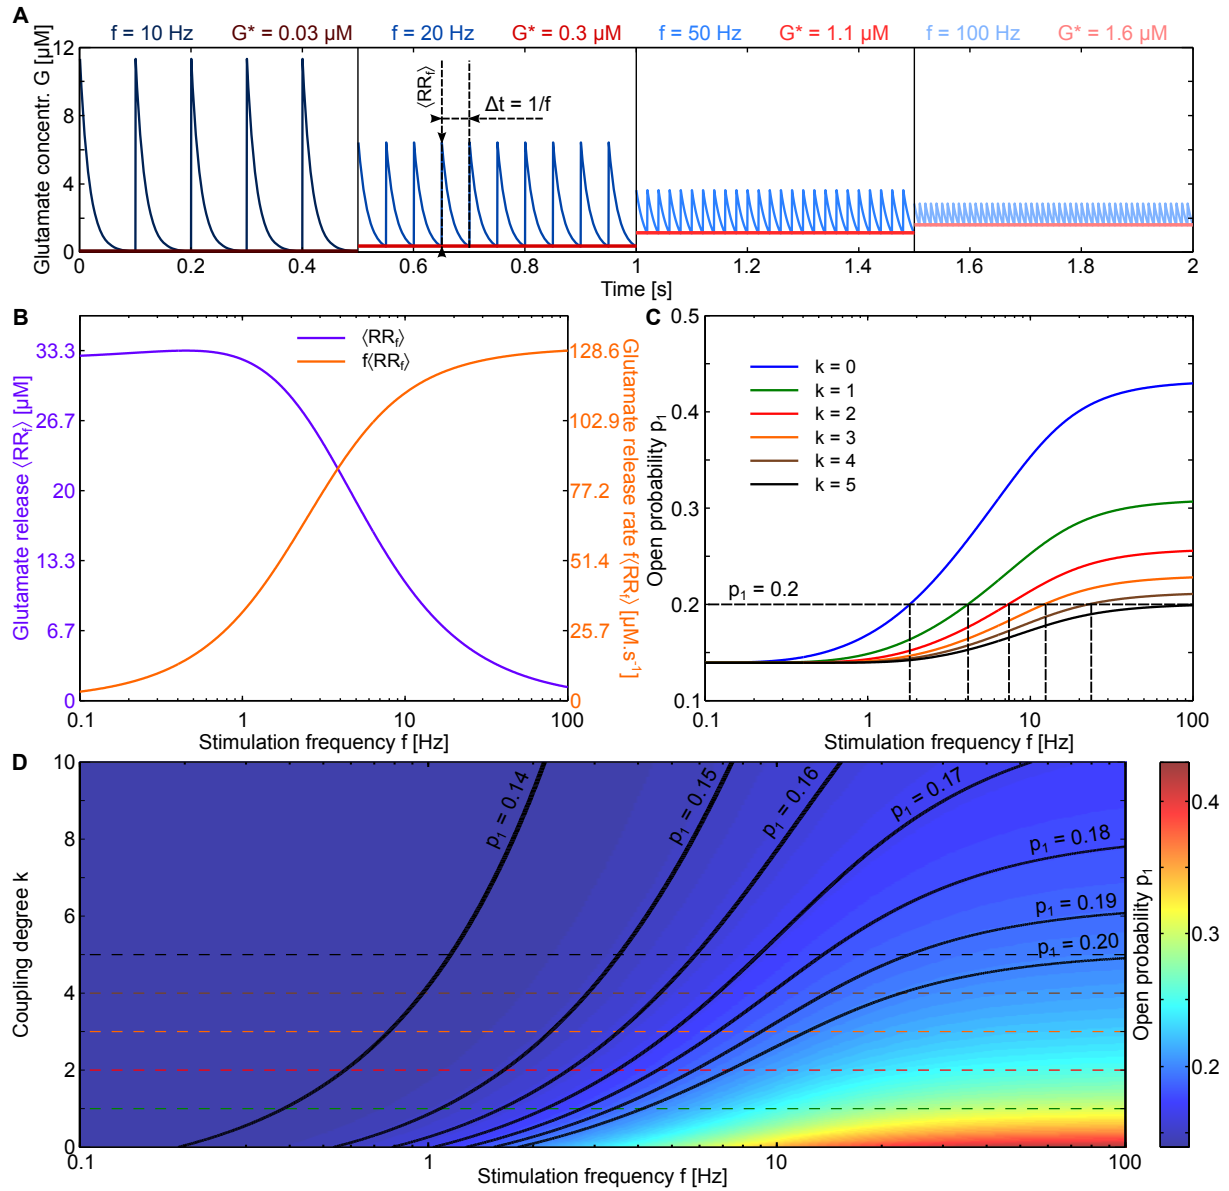 A
f = 10 Hz G* = 0.03 µM f = 20 Hz G* = 0.3 µM f = 50 Hz G* = 1.1 µM f = 100 Hz G* = 1.6 µM
Glutamate concentr. G [µM]
12
8
4
0
⟨RR_f⟩
Δt = 1/f
0 0.2 0.4 0.6 0.8 1 1.2 1.4 1.6 1.8 2
Time [s]
B
⟨RR_f⟩
f⟨RR_f⟩
Glutamate release ⟨RR_f⟩ [µM]
33.3
26.7
20
13.3
6.7
0
Glutamate release rate f⟨RR_f⟩ [µM.s⁻¹]
128.6
102.9
77.2
51.4
25.7
0
0.1 1 10 100
Stimulation frequency f [Hz]
C
Open probability p₁
0.5
0.4
0.3
0.2
0.1
k = 0
k = 1
k = 2
k = 3
k = 4
k = 5
p₁ = 0.2
0.1 1 10 100
Stimulation frequency f [Hz]
D
Coupling degree k
10
8
6
4
2
0
p₁ = 0.14
p₁ = 0.15
p₁ = 0.16
p₁ = 0.17
p₁ = 0.18
p₁ = 0.19
p₁ = 0.20
0.1 1 10 100
Stimulation frequency f [Hz]
Open probability p₁
0.4
0.3
0.2